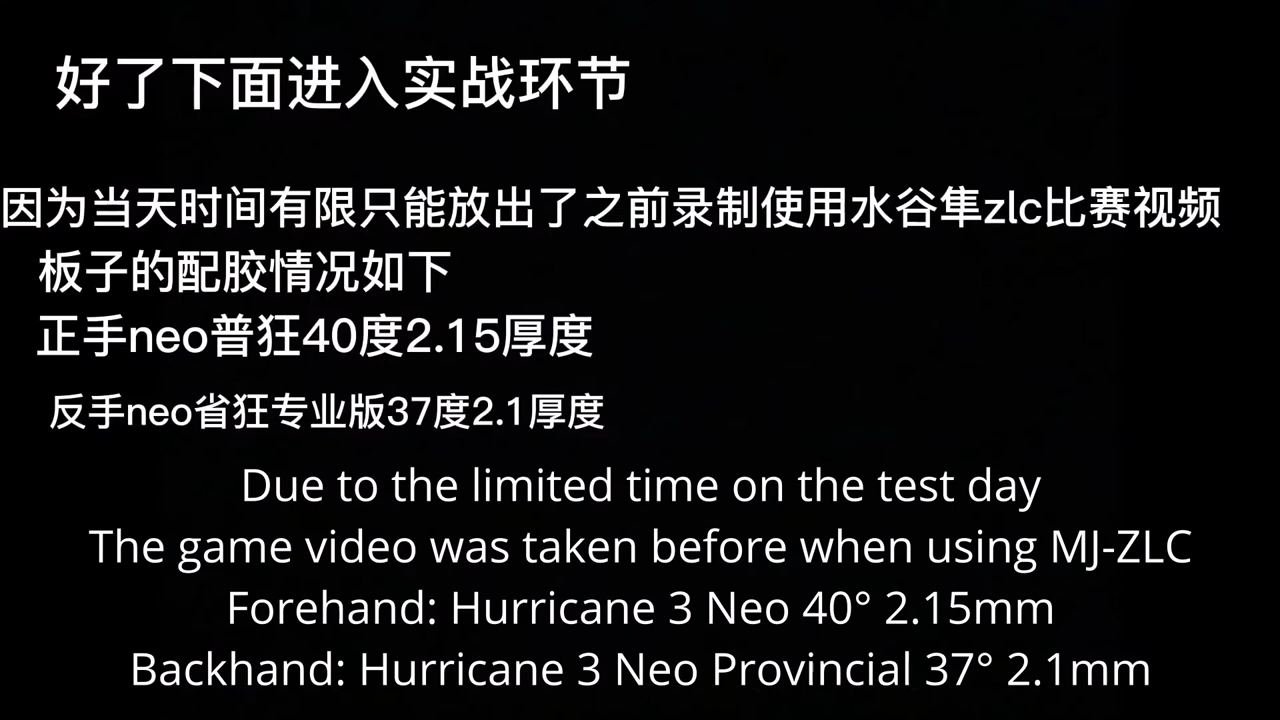 好了下面进入实战环节
因为当天时间有限只能放出了之前录制使用水谷隼zlc比赛视频
板子的配胶情况如下
正手neo普狂40度2.15厚度
反手neo省狂专业版37度2.1厚度
Due to the limited time on the test day
The game video was taken before when using MJ-ZLC
Forehand: Hurricane 3 Neo 40° 2.15mm
Backhand: Hurricane 3 Neo Provincial 37° 2.1mm